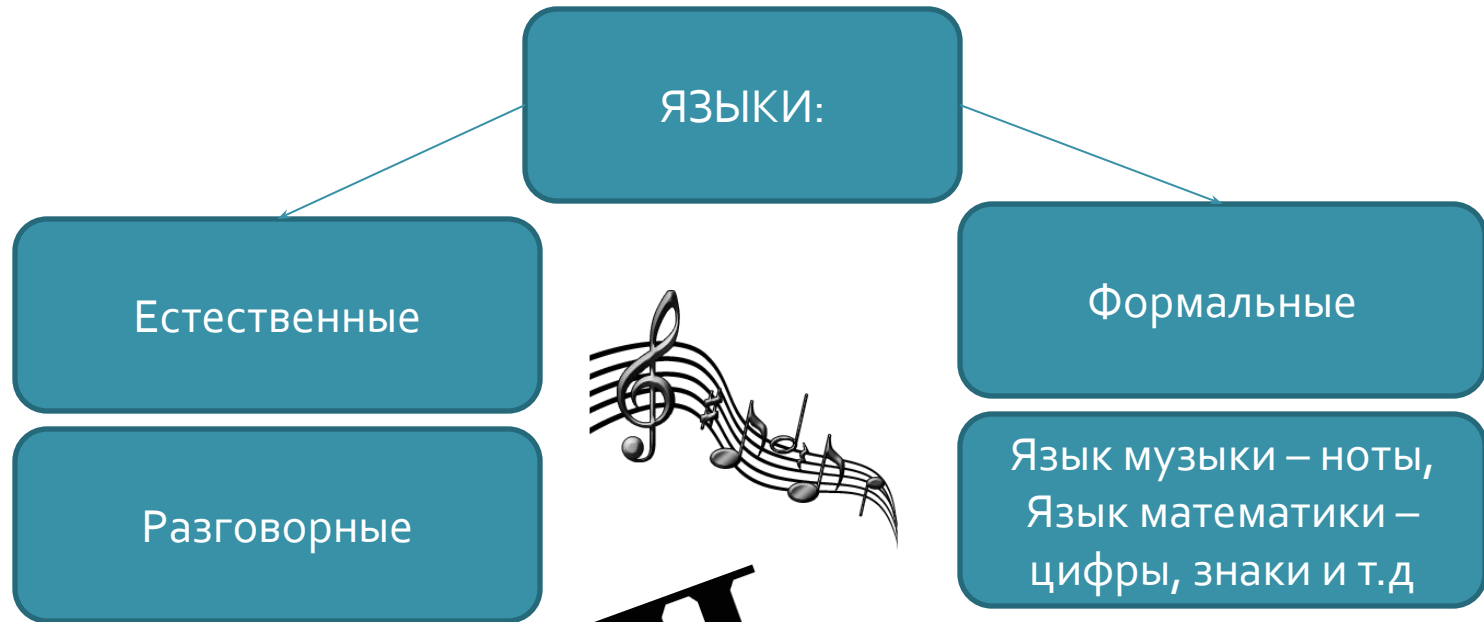 ЯЗЫКИ:
Естественные
Формальные
Разговорные
Язык музыки – ноты,
Язык математики –
цифры, знаки и т.д